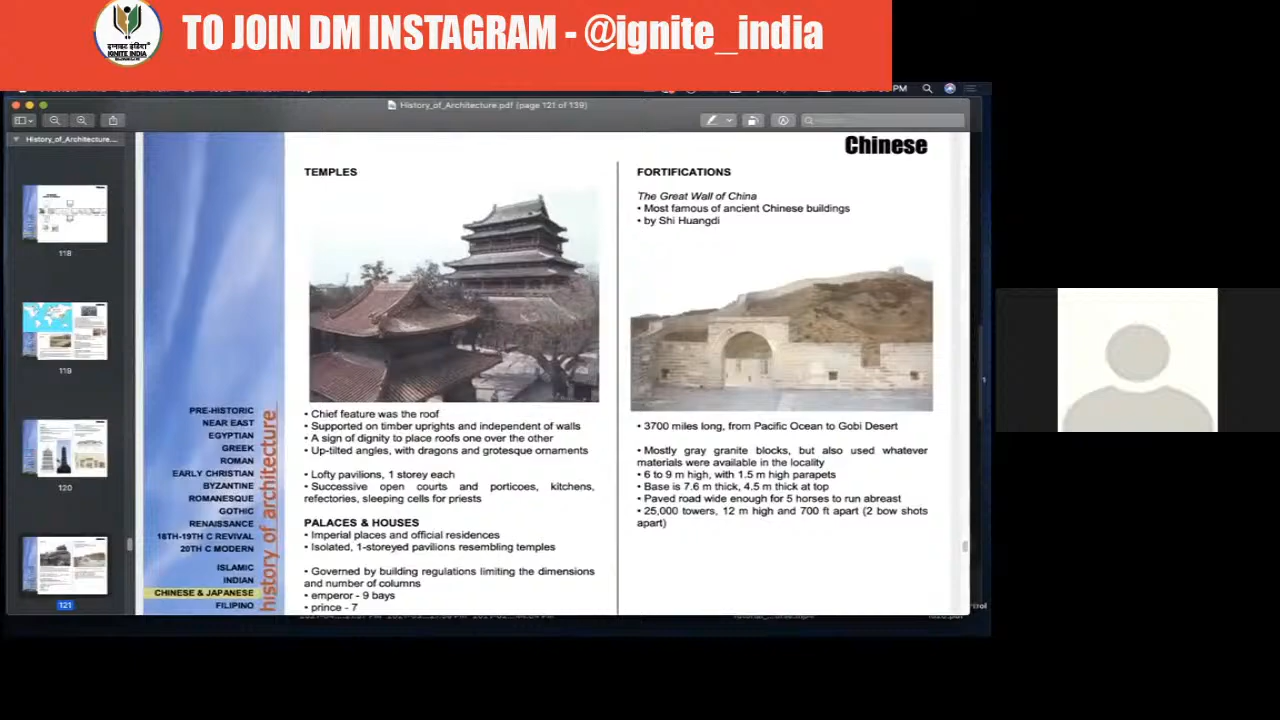 TO JOIN DM INSTAGRAM - @ignite_india
इग्नाइट इंडिया
IGNITE INDIA
History_of_Architecture.pdf (page 121 of 139)
History_of_Architecture....
118
119
120
121
Chinese
PRE-HISTORIC
NEAR EAST
EGYPTIAN
GREEK
ROMAN
EARLY CHRISTIAN
BYZANTINE
ROMANESQUE
GOTHIC
RENAISSANCE
18TH-19TH C REVIVAL
20TH C MODERN
ISLAMIC
INDIAN
CHINESE & JAPANESE
FILIPINO
history of architecture
TEMPLES
• Chief feature was the roof
• Supported on timber uprights and independent of walls
• A sign of dignity to place roofs one over the other
• Up-tilted angles, with dragons and grotesque ornaments
• Lofty pavilions, 1 storey each
• Successive open courts and porticoes, kitchens,
refectories, sleeping cells for priests
PALACES & HOUSES
• Imperial places and official residences
• Isolated, 1-storeyed pavilions resembling temples
• Governed by building regulations limiting the dimensions
and number of columns
• emperor - 9 bays
• prince - 7
FORTIFICATIONS
The Great Wall of China
• Most famous of ancient Chinese buildings
• by Shi Huangdi
• 3700 miles long, from Pacific Ocean to Gobi Desert
• Mostly gray granite blocks, but also used whatever
materials were available in the locality
• 6 to 9 m high, with 1.5 m high parapets
• Base is 7.6 m thick, 4.5 m thick at top
• Paved road wide enough for 5 horses to run abreast
• 25,000 towers, 12 m high and 700 ft apart (2 bow shots
apart)